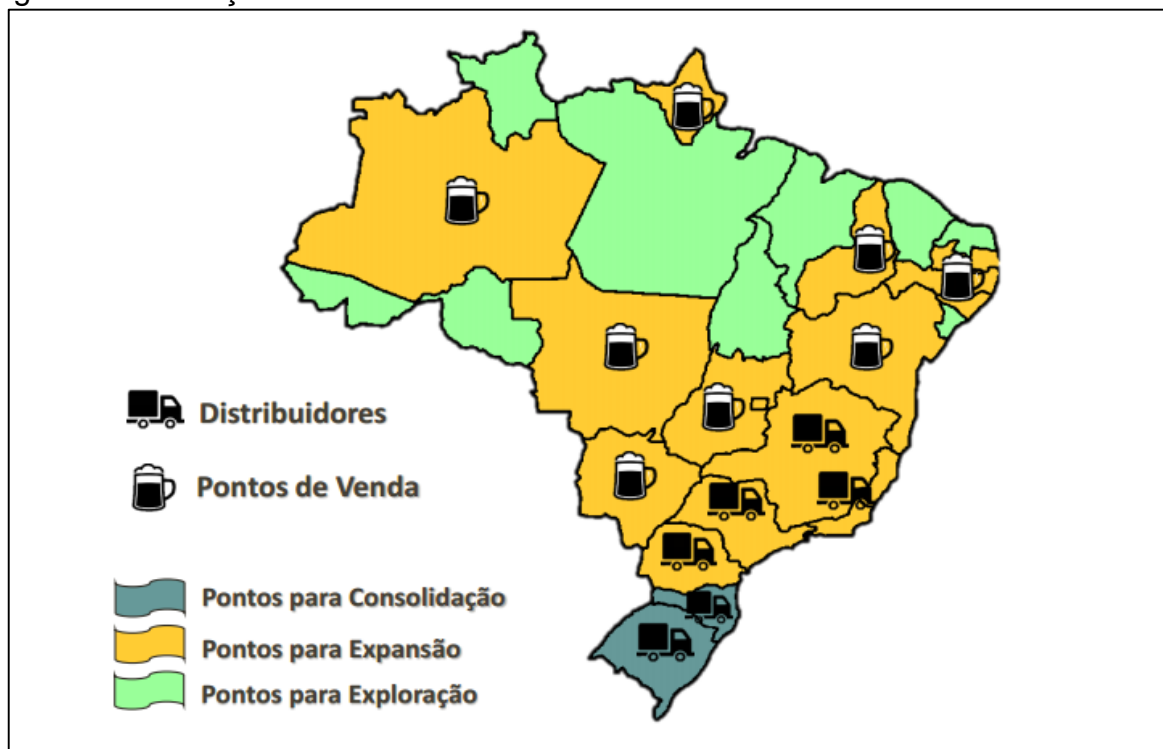 Distribuidores
Pontos de Venda
Pontos para Consolidação
Pontos para Expansão
Pontos para Exploração